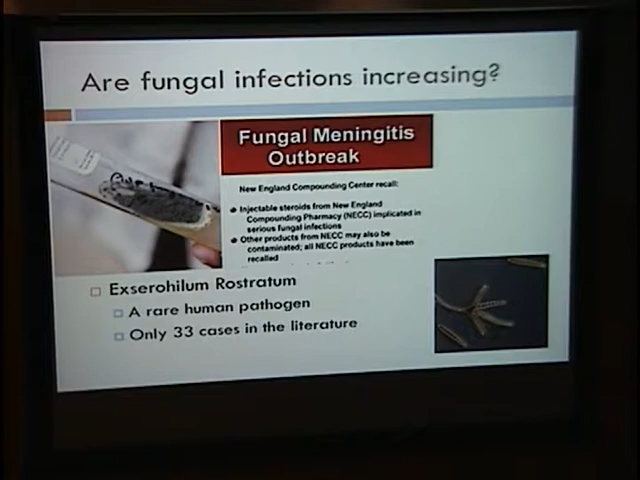 Are fungal infections increasing?
Fungal Meningitis
Outbreak
New England Compounding Center recall:
Injectable steroids from New England
Compounding Pharmacy (NECC) implicated in
serious fungal infections
Other products from NECC may also be
contaminated; all NECC products have been
recalled
Exserohilum Rostratum
A rare human pathogen
Only 33 cases in the literature